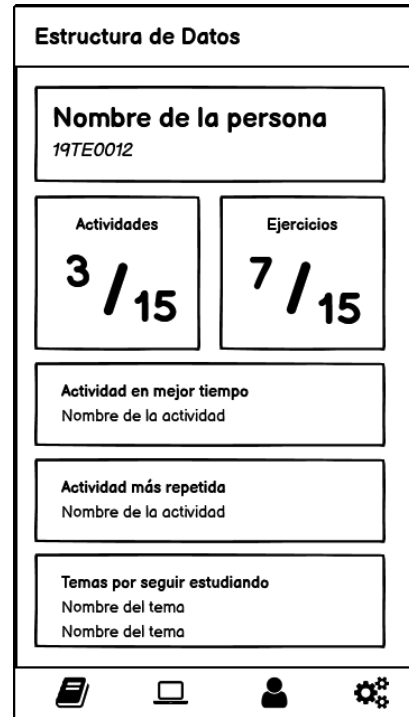 Estructura de Datos
Nombre de la persona
19TE0012
Actividades
3/15
Ejercicios
7/15
Actividad en mejor tiempo
Nombre de la actividad
Actividad más repetida
Nombre de la actividad
Temas por seguir estudiando
Nombre del tema
Nombre del tema